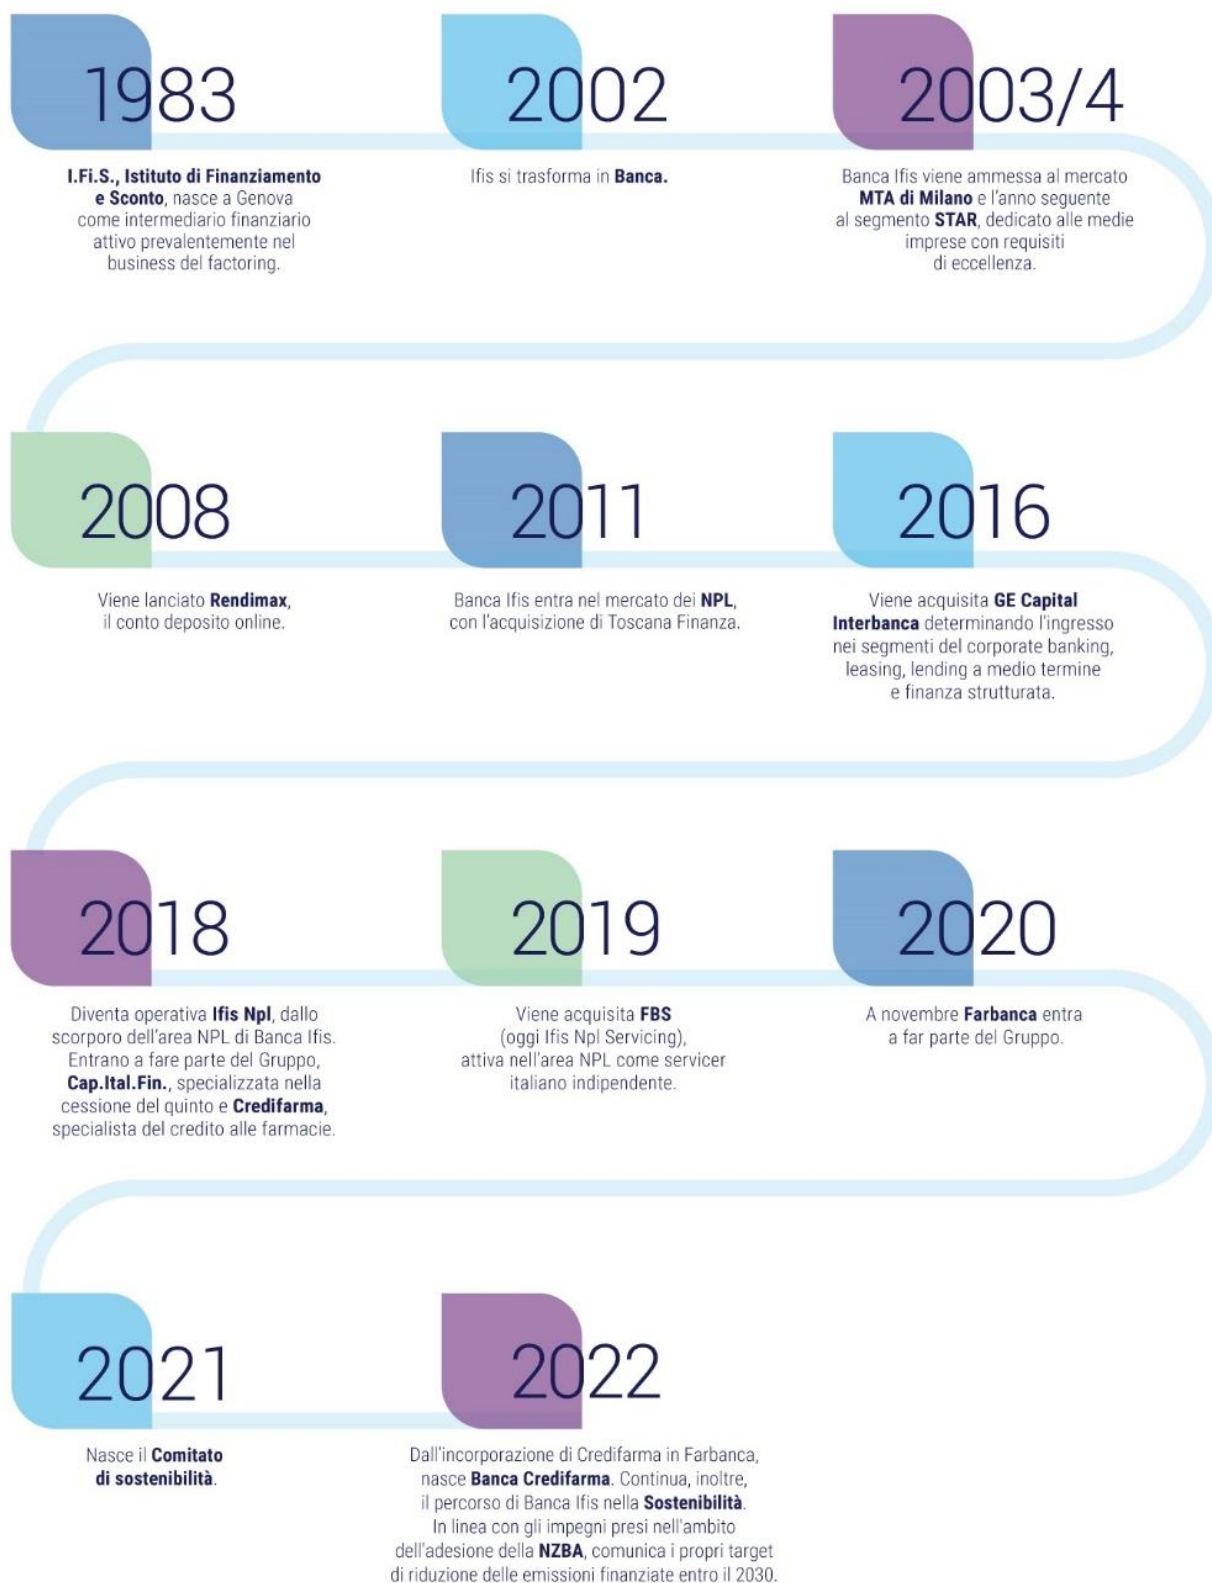 1983
I.Fi.S., Istituto di Finanziamento
e Sconto, nasce a Genova
come intermediario finanziario
attivo prevalentemente nel
business del factoring.
2002
Ifis si trasforma in Banca.
2003/4
Banca Ifis viene ammessa al mercato
MTA di Milano e l'anno seguente
al segmento STAR, dedicato alle medie
imprese con requisiti
di eccellenza.
2008
Viene lanciato Rendimax,
il conto deposito online.
2011
Banca Ifis entra nel mercato dei NPL,
con l'acquisizione di Toscana Finanza.
2016
Viene acquisita GE Capital
Interbanca determinando l'ingresso
nei segmenti del corporate banking,
leasing, lending a medio termine
e finanza strutturata.
2018
Diventa operativa Ifis Npl, dallo
scorporo dell'area NPL di Banca Ifis.
Entrano a fare parte del Gruppo,
Cap.Ital.Fin., specializzata nella
cessione del quinto e Credifarma,
specialista del credito alle farmacie.
2019
Viene acquisita FBS
(oggi Ifis Npl Servicing),
attiva nell'area NPL come servicer
italiano indipendente.
2020
A novembre Farbanca entra
a far parte del Gruppo.
2021
Nasce il Comitato
di sostenibilità.
2022
Dall'incorporazione di Credifarma in Farbanca,
nasce Banca Credifarma. Continua, inoltre,
il percorso di Banca Ifis nella Sostenibilità.
In linea con gli impegni presi nell'ambito
dell'adesione della NZBA, comunica i propri target
di riduzione delle emissioni finanziate entro il 2030.